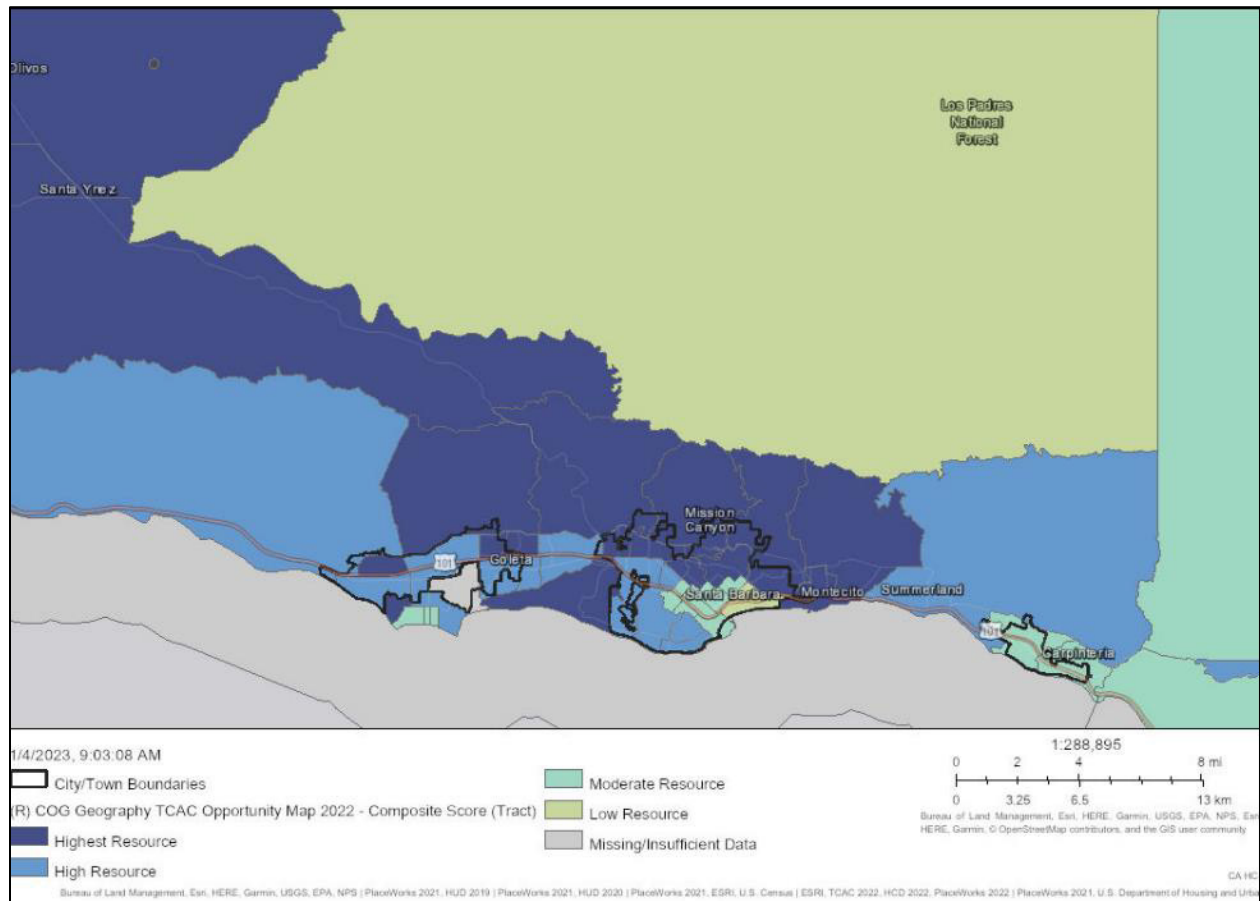 Olivos
Los Padres
National
Forest
Santa Ynez
Mission
Canyon
101
Goleta
Santa Barbara
Montecito
Summerland
101
Carpinteria
1/4/2023, 9:03:08 AM
City/Town Boundaries
(R) COG Geography TCAC Opportunity Map 2022 - Composite Score (Tract)
Highest Resource
High Resource
Moderate Resource
Low Resource
Missing/Insufficient Data
1:288,895
0 2 4 8 mi
0 3.25 6.5 13 km
Bureau of Land Management, Esri, HERE, Garmin, USGS, EPA, NPS, Esri
HERE, Garmin, © OpenStreetMap contributors, and the GIS user community
CA HC
Bureau of Land Management, Esri, HERE, Garmin, USGS, EPA, NPS | PlaceWorks 2021, HUD 2019 | PlaceWorks 2021, HUD 2020 | PlaceWorks 2021, ESRI, U.S. Census | ESRI, TCAC 2022, HCD 2022, PlaceWorks 2022 | PlaceWorks 2021, U.S. Department of Housing and Urba